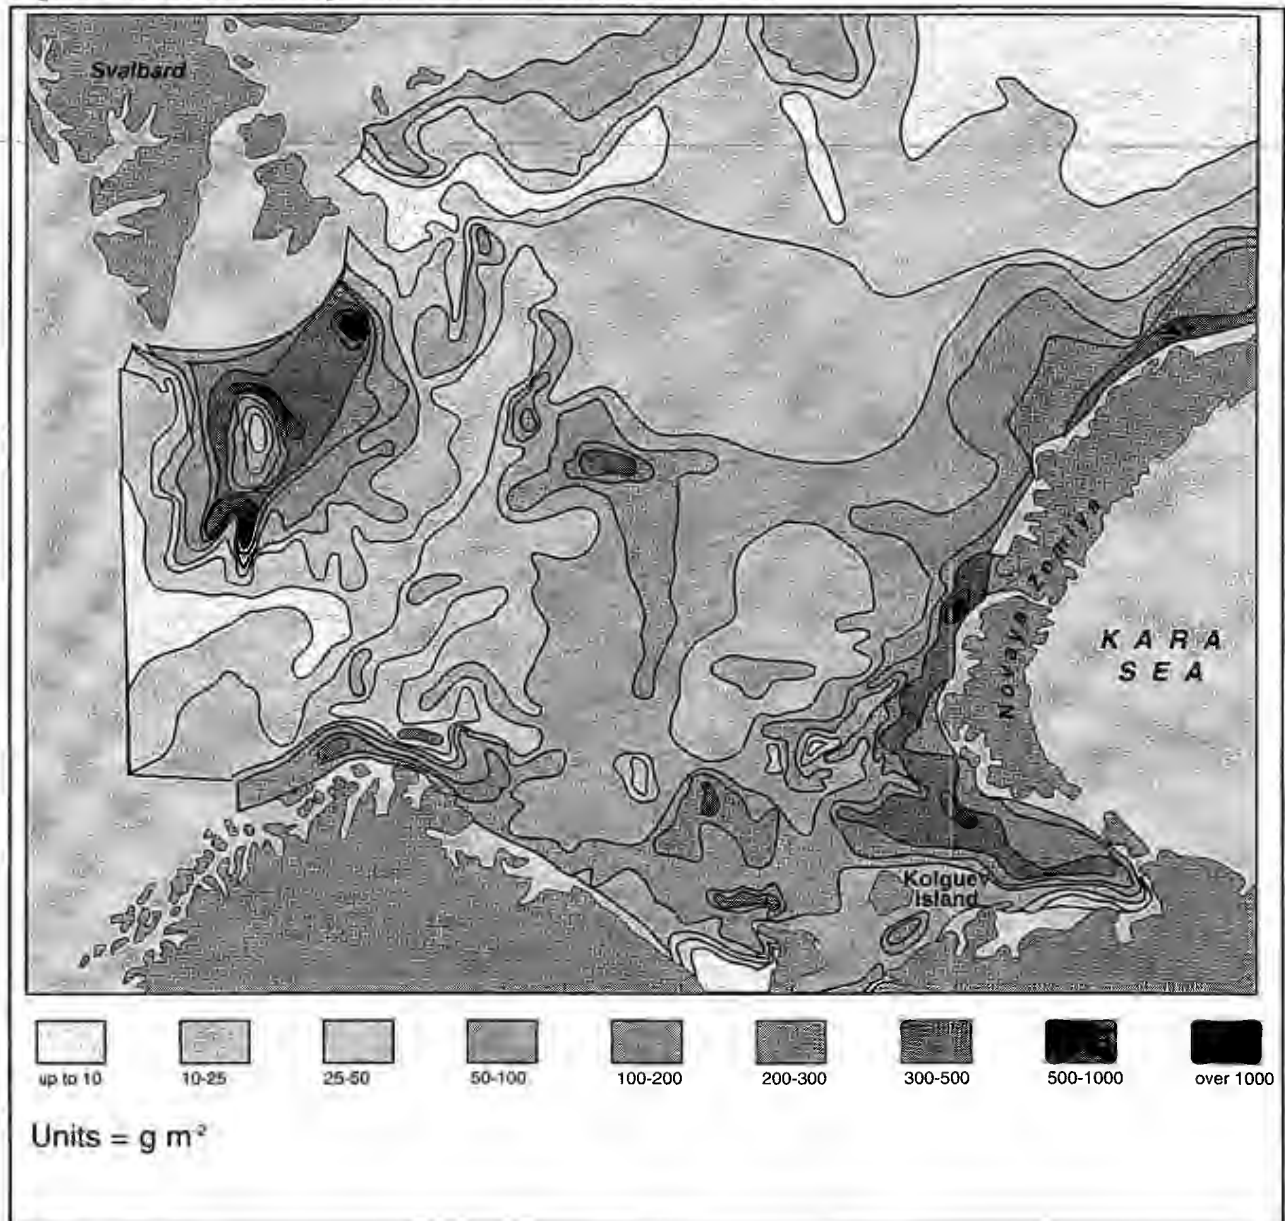 Svalbard
KARA
SEA
Novaya Zemlya
Kolguev
Island
up to 10
10-25
25-50
50-100
100-200
200-300
300-500
500-1000
over 1000
Units = g m⁻²